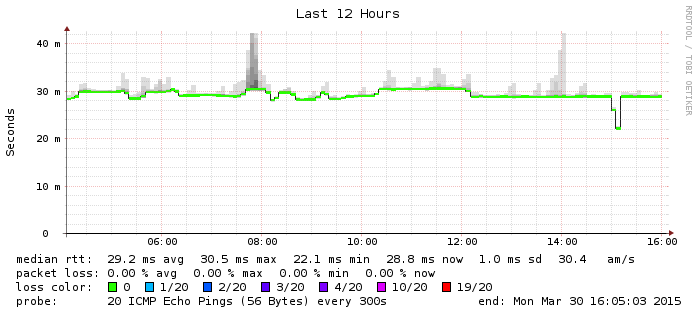 Last 12 Hours
RRDTOOL / TOBI OETIKER
Seconds
40 m
30 m
20 m
10 m
0
06:00 08:00 10:00 12:00 14:00 16:00
median rtt: 29.2 ms avg 30.5 ms max 22.1 ms min 28.8 ms now 1.0 ms sd 30.4 am/s
packet loss: 0.00 % avg 0.00 % max 0.00 % min 0.00 % now
loss color: 0 1/20 2/20 3/20 4/20 10/20 19/20
probe: 20 ICMP Echo Pings (56 Bytes) every 300s end: Mon Mar 30 16:05:03 2015